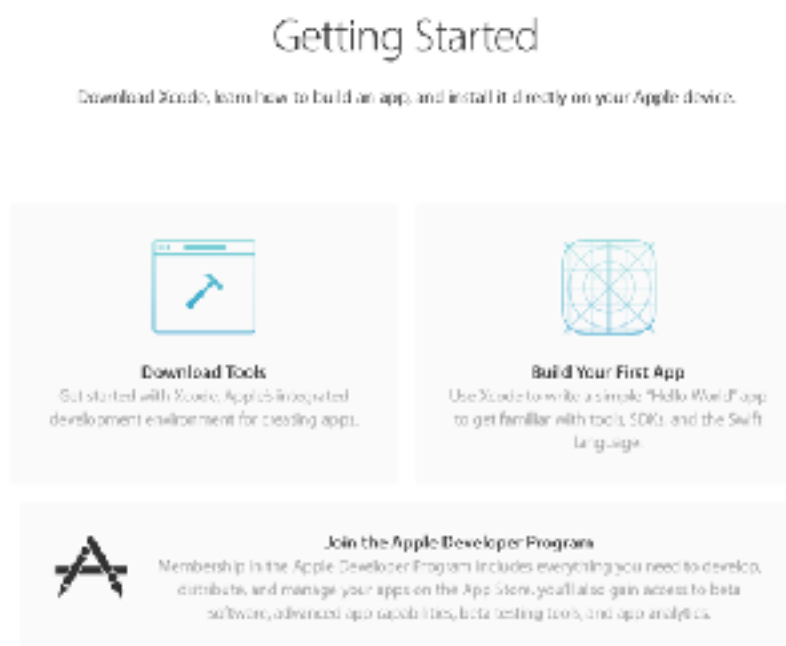 Getting Started
Download Xcode, learn how to build an app, and install it directly on your Apple device.
Download Tools
Get started with Xcode, Apple's integrated
development environment for creating apps.
Build Your First App
Use Xcode to write a simple "Hello World" app
to get familiar with tools, SDKs, and the Swift
language.
Join the Apple Developer Program
Membership in the Apple Developer Program includes everything you need to develop,
distribute, and manage your apps on the App Store. you'll also gain access to beta
software, advanced app capabilities, beta testing tools, and app analytics.